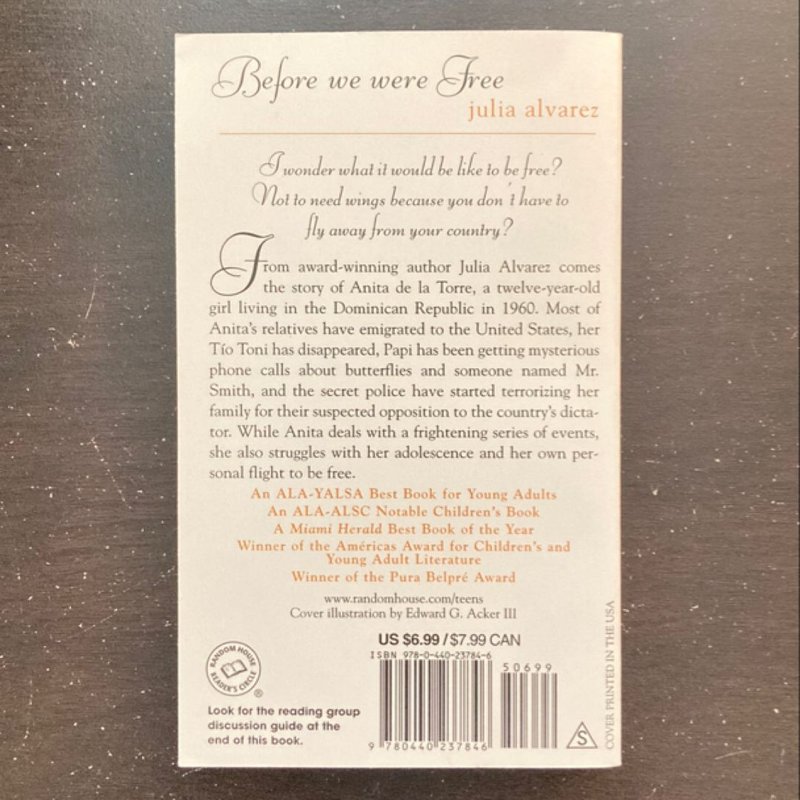 Before we were Free
julia alvarez
I wonder what it would be like to be free?
Not to need wings because you don't have to
fly away from your country?
From award-winning author Julia Alvarez comes
the story of Anita de la Torre, a twelve-year-old
girl living in the Dominican Republic in 1960. Most of
Anita's relatives have emigrated to the United States, her
Tío Toni has disappeared, Papi has been getting mysterious
phone calls about butterflies and someone named Mr.
Smith, and the secret police have started terrorizing her
family for their suspected opposition to the country's dicta-
tor. While Anita deals with a frightening series of events,
she also struggles with her adolescence and her own per-
sonal flight to be free.
An ALA-YALSA Best Book for Young Adults
An ALA-ALSC Notable Children's Book
A Miami Herald Best Book of the Year
Winner of the Américas Award for Children's and
Young Adult Literature
Winner of the Pura Belpré Award
www.randomhouse.com/teens
Cover illustration by Edward G. Acker III
US $6.99 / $7.99 CAN
ISBN 978-0-440-23784-6
50699
RANDOM HOUSE
READER'S CIRCLE
®
Look for the reading group
discussion guide at the
end of this book.
9 780440 237846
S
COVER PRINTED IN THE USA